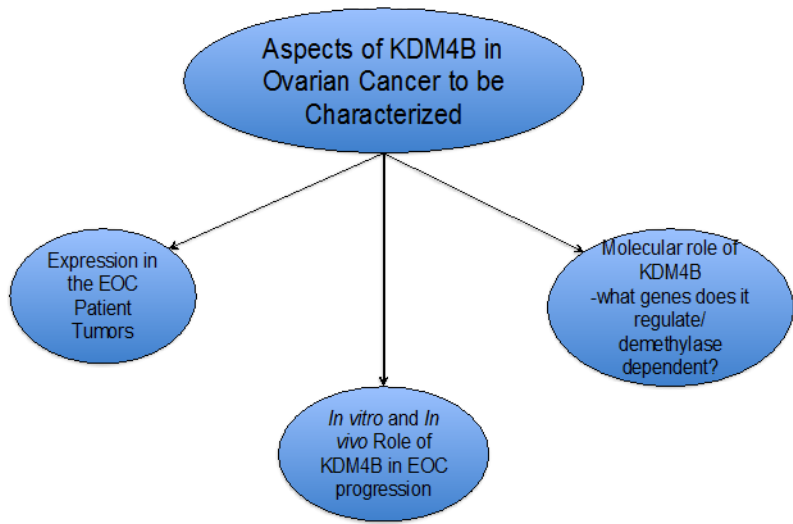 Aspects of KDM4B in
Ovarian Cancer to be
Characterized
Expression in
the EOC
Patient
Tumors
In vitro and In
vivo Role of
KDM4B in EOC
progression
Molecular role of
KDM4B
-what genes does it
regulate/
demethylase
dependent?